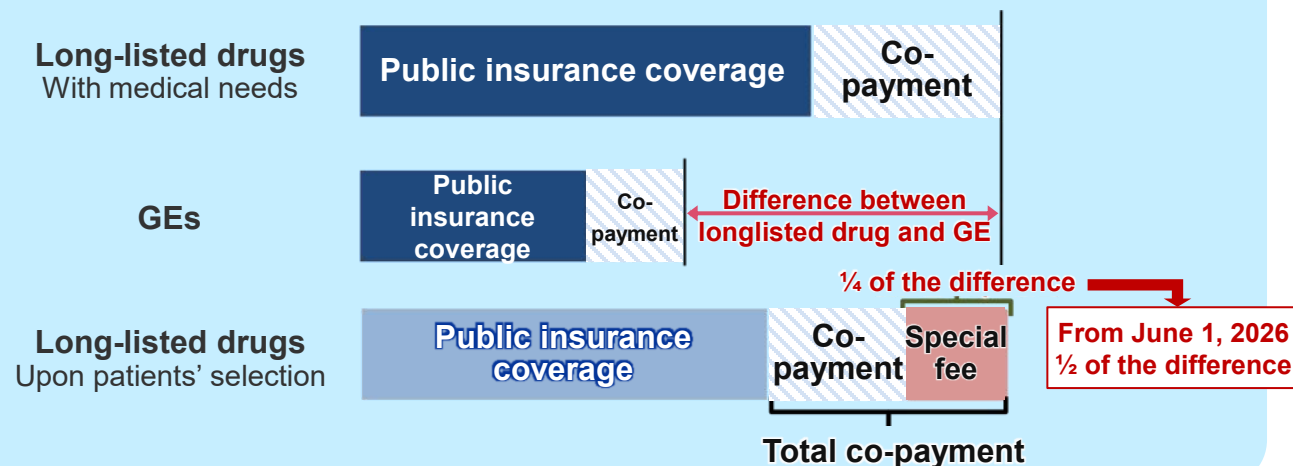 Long-listed drugs
With medical needs
Public insurance coverage
Co-
payment
GEs
Public
insurance
coverage
Co-
payment
Difference between
longlisted drug and GE
¼ of the difference
Long-listed drugs
Upon patients’ selection
Public insurance
coverage
Co-
payment
Special
fee
From June 1, 2026
½ of the difference
Total co-payment